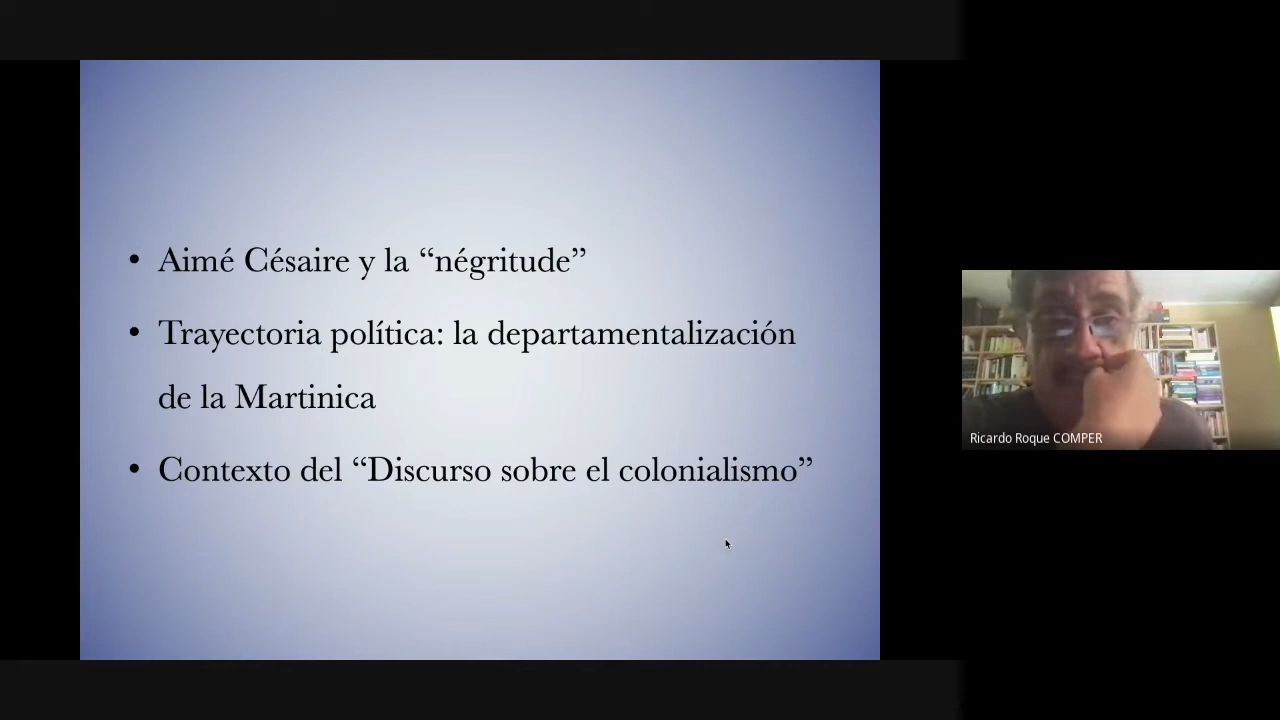 • Aimé Césaire y la “négritude”
• Trayectoria política: la departamentalización
de la Martinica
• Contexto del “Discurso sobre el colonialismo”
Ricardo Roque COMPER